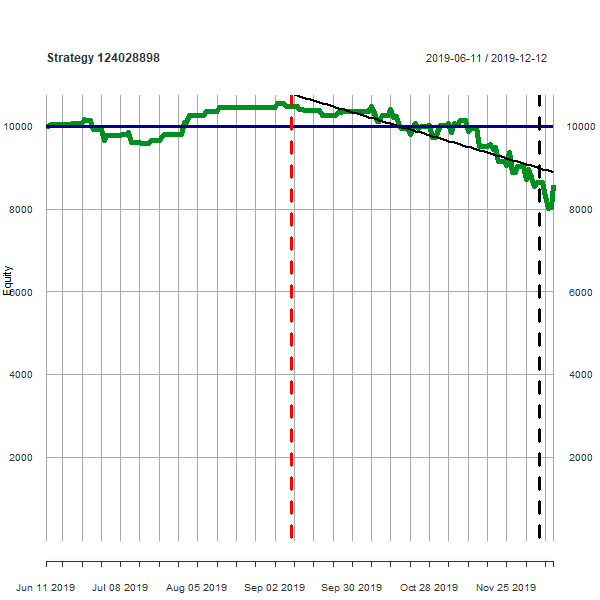 Strategy 124028898
2019-06-11 / 2019-12-12
10000
10000
8000
8000
Equity
6000
6000
4000
4000
2000
2000
Jun 11 2019
Jul 08 2019
Aug 05 2019
Sep 02 2019
Sep 30 2019
Oct 28 2019
Nov 25 2019